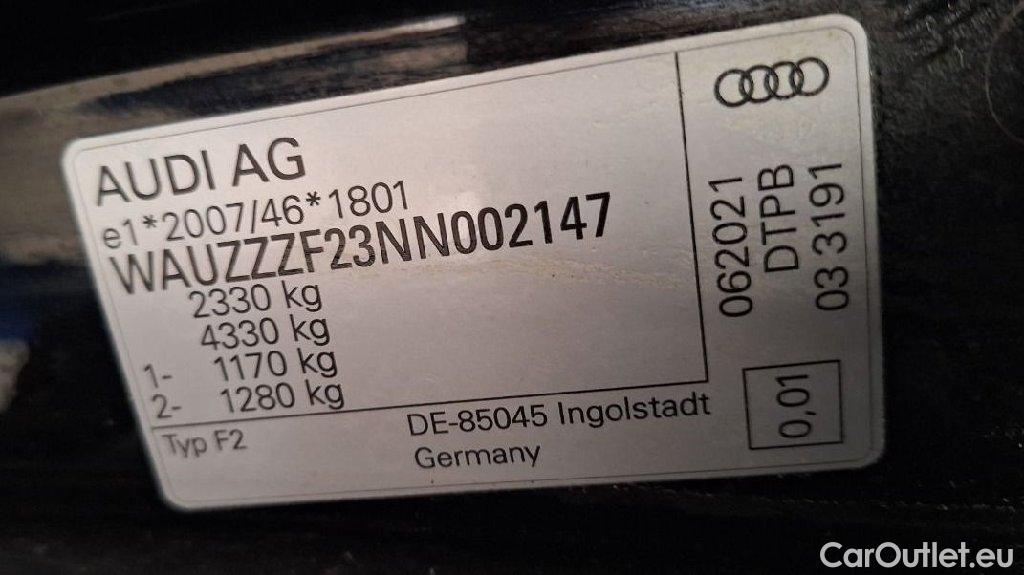 AUDI AG
e1*2007/46*1801
WAUZZZF23NN002147
2330 kg
4330 kg
1- 1170 kg
2- 1280 kg
Typ F2
DE-85045 Ingolstadt
Germany
062021
DTPB
03 3191
0,01
CarOutlet.eu